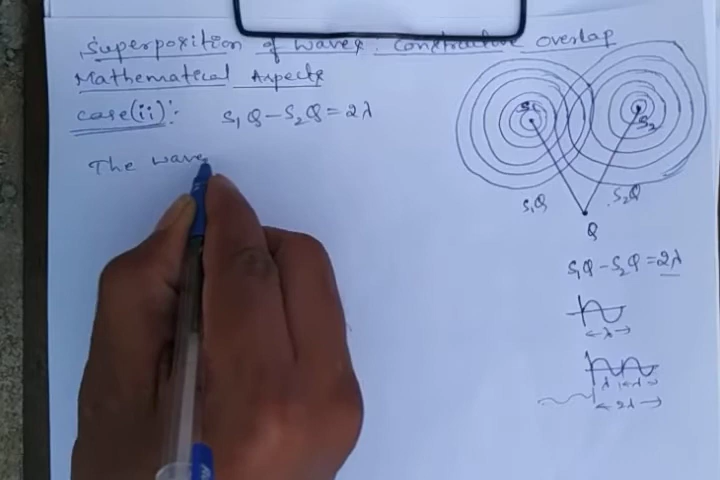 Superposition of waves. Constructive overlap
Mathematical Aspects
case(ii):
S₁Q - S₂Q = 2λ
The wave
S₁
S₂
S₁Q
S₂Q
Q
S₁Q - S₂Q = 2λ
←λ→
λ ←λ→
←2λ→